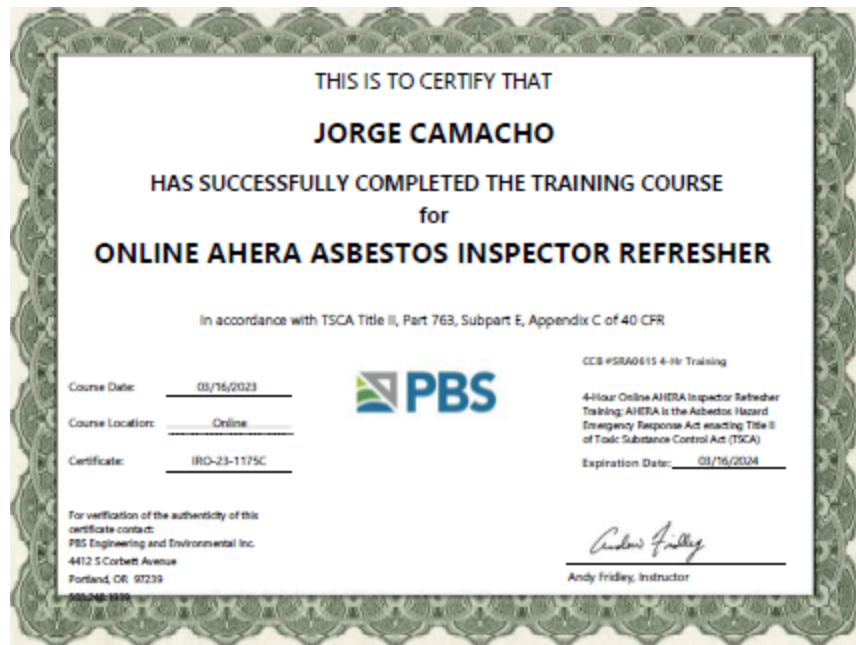 THIS IS TO CERTIFY THAT
JORGE CAMACHO
HAS SUCCESSFULLY COMPLETED THE TRAINING COURSE
for
ONLINE AHERA ASBESTOS INSPECTOR REFRESHER
In accordance with TSCA Title II, Part 763, Subpart E, Appendix C of 40 CFR
Course Date: 03/16/2023
Course Location: Online
Certificate: IRO-23-1175C
PBS
CCB #SRA0615 4-Hr Training
4-Hour Online AHERA Inspector Refresher
Training; AHERA is the Asbestos Hazard
Emergency Response Act enacting Title II
of Toxic Substance Control Act (TSCA)
Expiration Date: 03/16/2024
For verification of the authenticity of this
certificate contact:
PBS Engineering and Environmental Inc.
4412 S Corbett Avenue
Portland, OR 97239
503.248.1939
Andy Fridley, Instructor